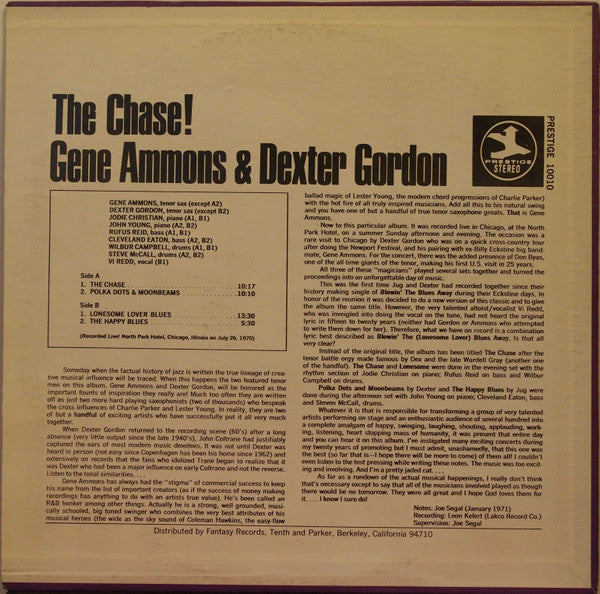 The Chase!
Gene Ammons & Dexter Gordon
PRESTIGE
STEREO
PRESTIGE 10010
GENE AMMONS, tenor sax (except A2)
DEXTER GORDON, tenor sax (except B2)
JODIE CHRISTIAN, piano (A1, B1)
JOHN YOUNG, piano (A2, B2)
RUFUS REID, bass (A1, B1)
CLEVELAND EATON, bass (A2, B2)
WILBUR CAMPBELL, drums (A1, B1)
STEVE McCALL, drums (A2, B2)
VI REDD, vocal (B1)
Side A
1. THE CHASE 10:17
2. POLKA DOTS & MOONBEAMS 10:10
Side B
1. LONESOME LOVER BLUES 13:30
2. THE HAPPY BLUES 5:30
(Recorded Live! North Park Hotel, Chicago, Illinois on July 26, 1970)
Someday when the factual history of jazz is written the true lineage of cre-
ative musical influence will be traced. When this happens the two featured tenor
men on this album, Gene Ammons and Dexter Gordon, will be honored as the
important founts of inspiration they really are! Much too often they are written
off as just two more hard playing saxophonists (two of thousands) who bespeak
the cross influences of Charlie Parker and Lester Young. In reality, they are two
of but a handful of exciting artists who have successfully put it all very much
together.
When Dexter Gordon returned to the recording scene (60's) after a long
absence (very little output since the late 1940's), John Coltrane had justifiably
captured the ears of most modern music devotees. It was not until Dexter was
heard in person (not easy since Copenhagen has been his home since 1962) and
extensively on records that the fans who idolized Trane began to realize that it
was Dexter who had been a major influence on early Coltrane and not the reverse.
Listen to the tonal similarities. . . .
Gene Ammons has always had the "stigma" of commercial success to keep
his name from the list of important creators (as if the success of money making
recordings has anything to do with an artists true value). He's been called an
R&B honker among other things. Actually he is a strong, well grounded, musi-
cally schooled, big toned swinger who combines the very best attributes of his
musical heros (the wide as the sky sound of Coleman Hawkins, the easy-flow
ballad magic of Lester Young, the modern chord progressions of Charlie Parker)
with the hot fire of all truly inspired musicians. Add all this to his natural swing
and you have one of but a handful of true tenor saxophone greats. That is Gene
Ammons.
Now to this particular album. It was recorded live in Chicago, at the North
Park Hotel, on a summer Sunday afternoon and evening. The occasion was a
rare visit to Chicago by Dexter Gordon who was on a quick cross-country tour
after doing the Newport Festival, and his pairing with ex-Billy Eckstine big band-
mate, Gene Ammons. For the concert, there was the added presence of Don Byas,
one of the all-time giants of the tenor, making his first U.S. visit in 25 years.
All three of these "magicians" played several sets together and turned the
proceedings into an unforgettable day of music.
This was the first time Jug and Dexter had recorded together since their
history making single of Blowin' The Blues Away during their Eckstine days. In
honor of the reunion it was decided to do a new version of this classic and to give
the album the same title. However, the very talented altoist/vocalist Vi Redd,
who was inveigled into doing the vocal on the tune, had not heard the original
lyric in fifteen to twenty years (neither had Gordon or Ammons who attempted
to write them down for her). Therefore, what we have on record is a combination
lyric best described as Blowin' The (Lonesome Lover) Blues Away. Is that all
very clear?
Instead of the original title, the album has been titled The Chase after the
tenor battle orgy made famous by Dex and the late Wardell Gray (another one
of the handful). The Chase and Lonesome were done in the evening set with the
rhythm section of Jodie Christian on piano; Rufus Reid on bass and Wilbur
Campbell on drums.
Polka Dots and Moonbeams by Dexter and The Happy Blues by Jug were
done during the afternoon set with John Young on piano; Cleveland Eaton, bass
and Steven McCall, drums.
Whatever it is that is responsible for transforming a group of very talented
artists performing on stage and an enthusiastic audience of several hundred into
a complete amalgam of happy, swinging, laughing, shouting, applauding, work-
ing, listening, heart stopping mass of humanity, it was present that entire day
and you can hear it on this album. I've instigated many exciting concerts during
my twenty years of promoting but I must admit, unashamedly, that this one was
the best (so far that is—I hope there will be more to come) of them all! I couldn't
even listen to the test pressing while writing these notes. The music was too excit-
ing and involving. And I'm a pretty jaded cat. . . .
As far as a rundown of the actual musical happenings, I really don't think
that's necessary except to say that all of the musicians presented are stars or
there would be no tomorrow. They were all great and I hope God loves them for
it. . . . I know I sure do!
Notes: Joe Segal (January 1971)
Recording: Leon Kelert (Lakco Record Co.)
Supervision: Joe Segal
Distributed by Fantasy Records, Tenth and Parker, Berkeley, California 94710